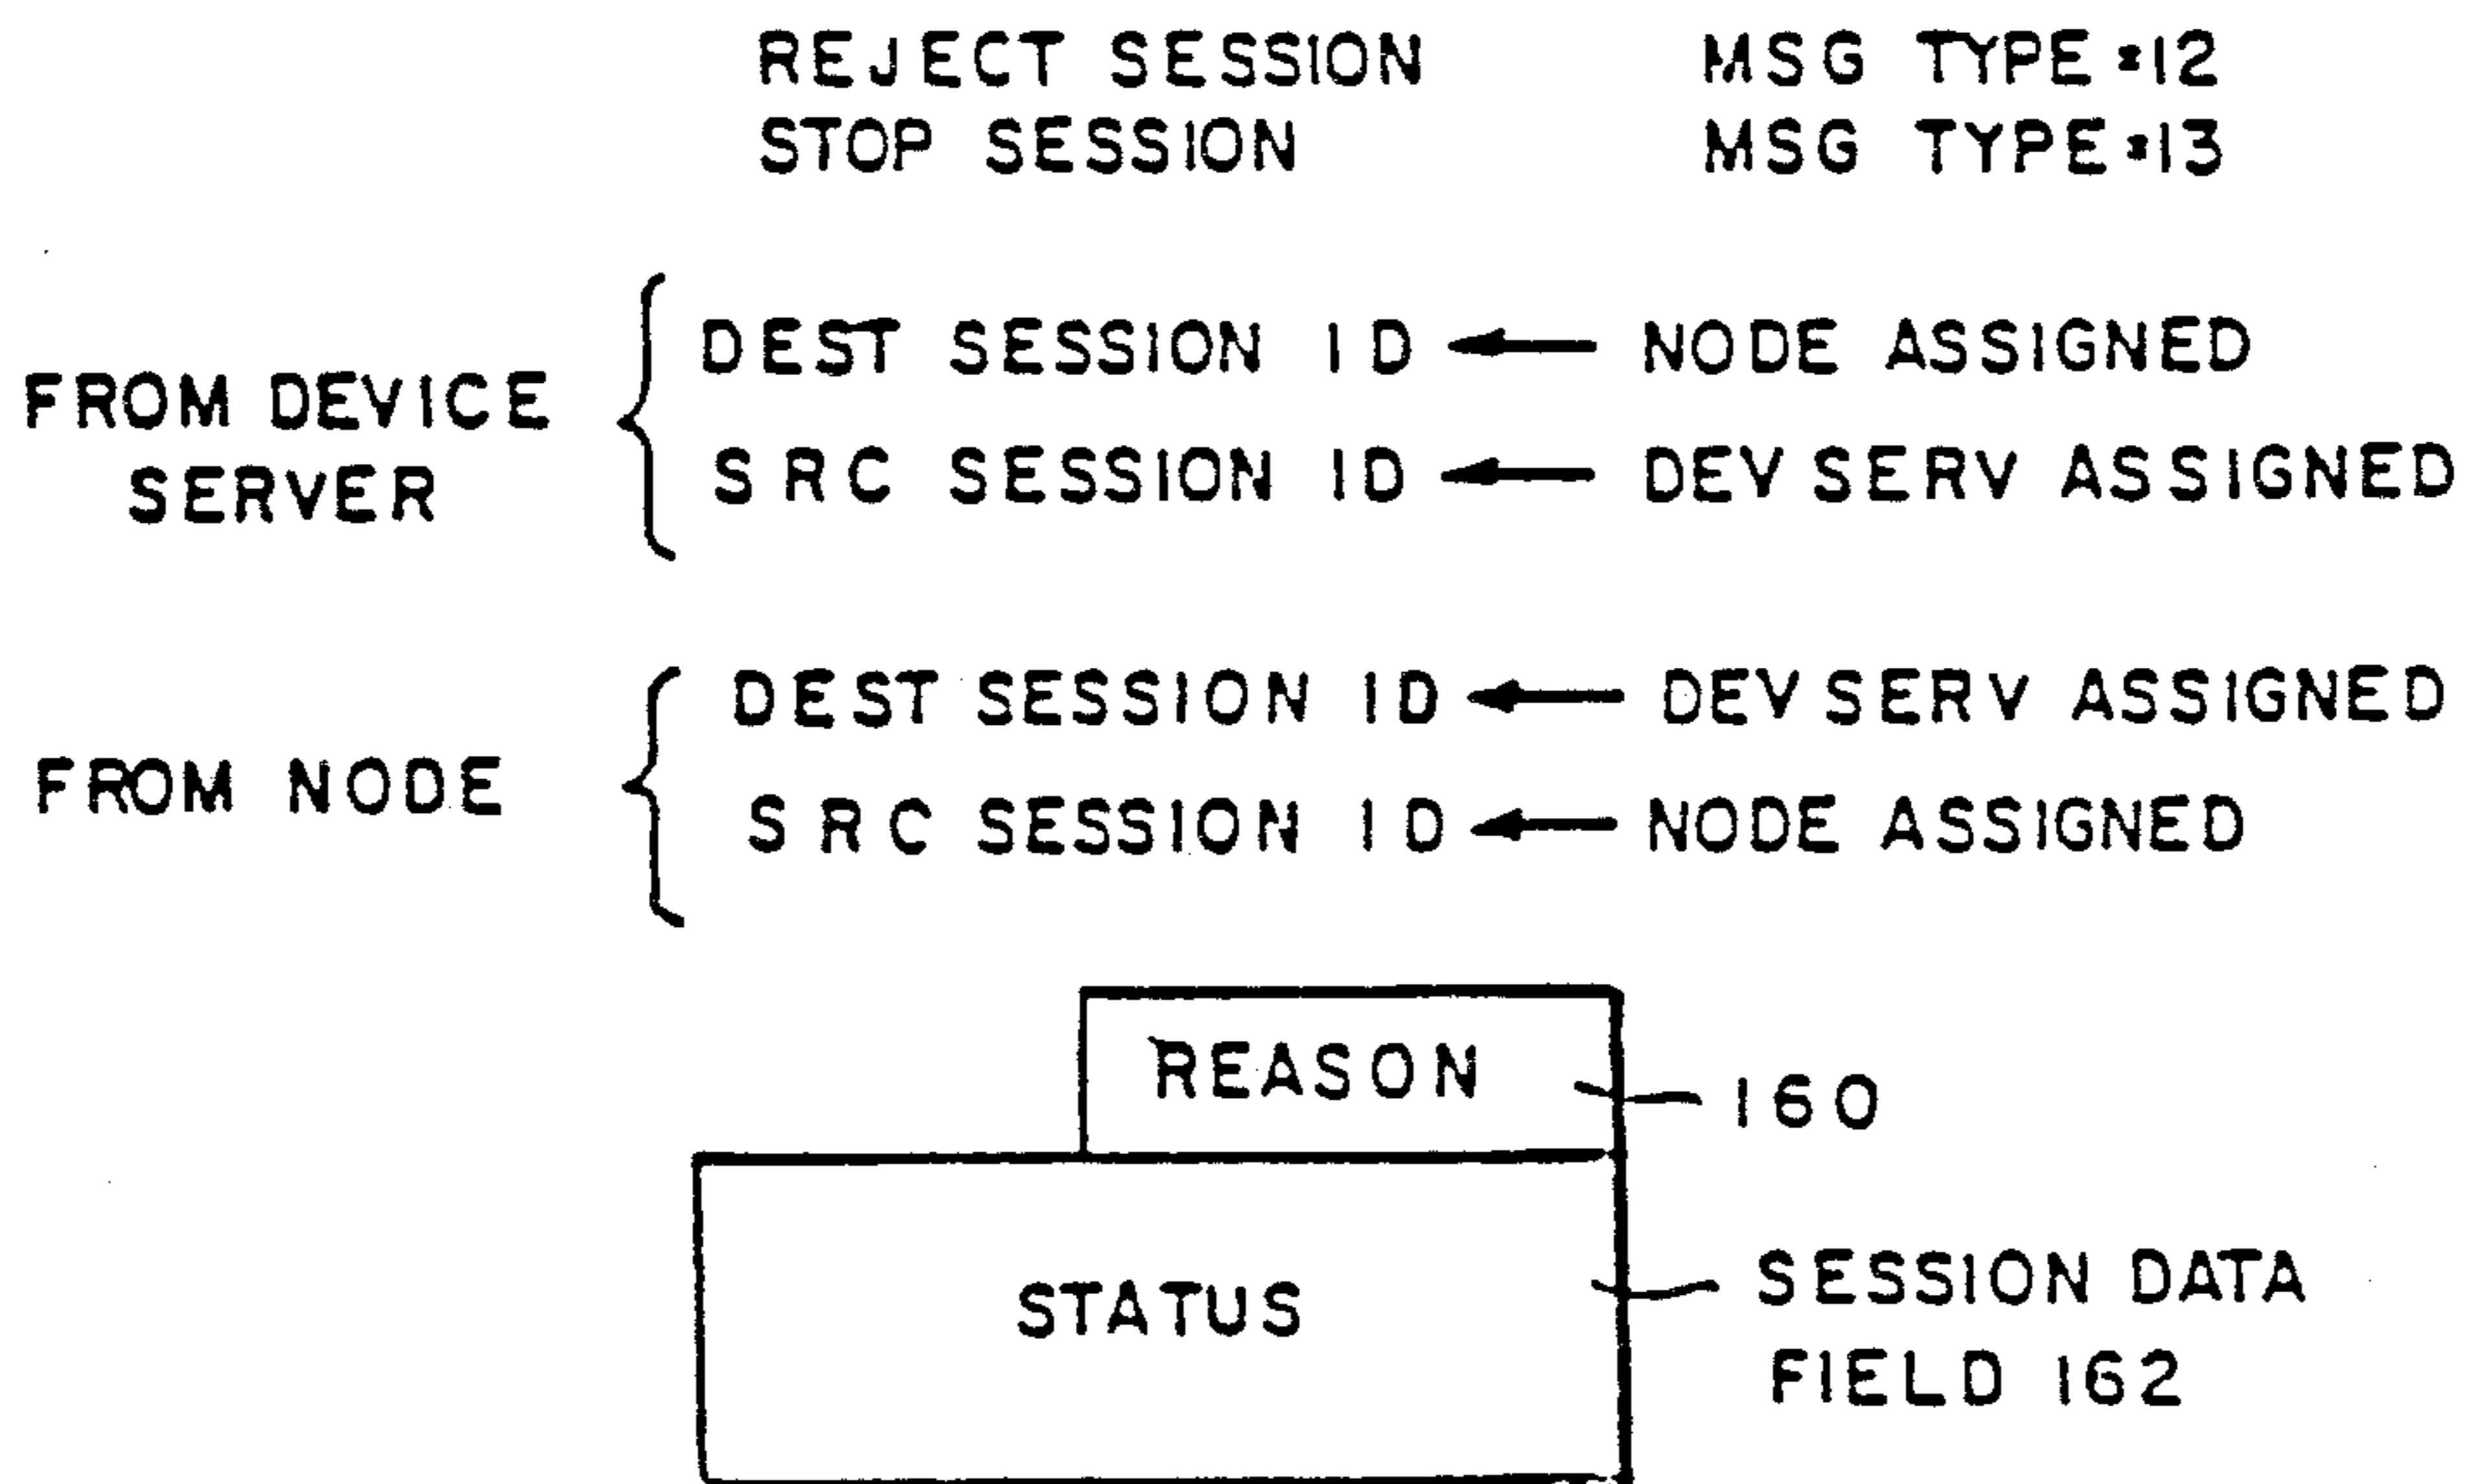 REJECT SESSION MSG TYPE=12
STOP SESSION MSG TYPE=13
DEST SESSION ID NODE ASSIGNED
FROM DEVICE
SRC SESSION ID DEV SERV ASSIGNED
SERVER
DEST SESSION ID DEV SERV ASSIGNED
FROM NODE
SRC SESSION ID NODE ASSIGNED
REASON 160
STATUS
SESSION DATA
FIELD 162